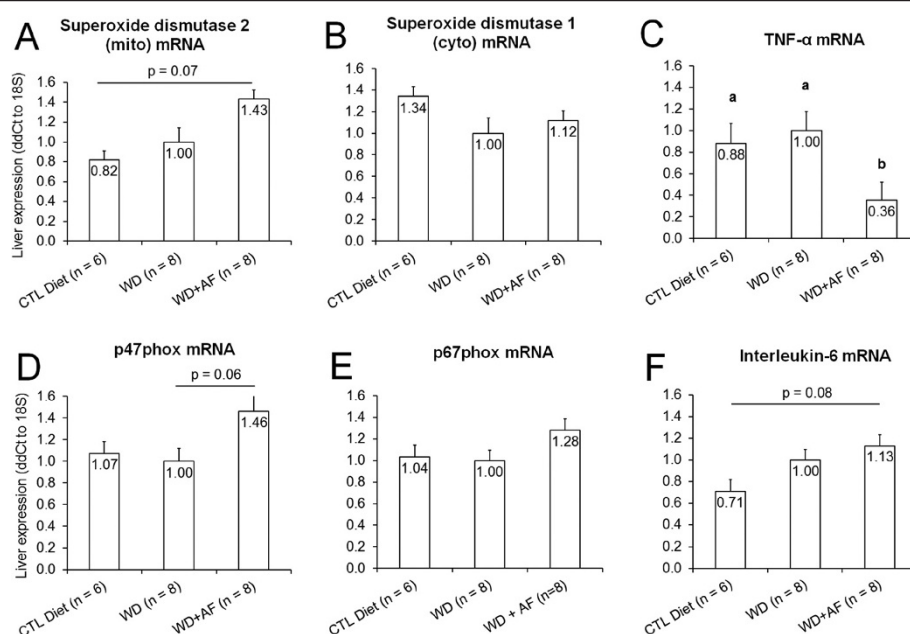 A
Superoxide dismutase 2
(mito) mRNA
Liver expression (ddCt to 18S)
1.6
1.4
1.2
1.0
0.8
0.6
0.4
0.2
0.0
p = 0.07
0.82
1.00
1.43
CTL Diet (n = 6)
WD (n = 8)
WD+AF (n = 8)
B
Superoxide dismutase 1
(cyto) mRNA
1.6
1.4
1.2
1.0
0.8
0.6
0.4
0.2
0.0
1.34
1.00
1.12
CTL Diet (n = 6)
WD (n = 8)
WD+AF (n = 8)
C
TNF-α mRNA
1.6
1.4
1.2
1.0
0.8
0.6
0.4
0.2
0.0
a
a
b
0.88
1.00
0.36
CTL Diet (n = 6)
WD (n = 8)
WD+AF (n = 8)
D
p47phox mRNA
Liver expression (ddCt to 18S)
1.6
1.4
1.2
1.0
0.8
0.6
0.4
0.2
0.0
p = 0.06
1.07
1.00
1.46
CTL Diet (n = 6)
WD (n = 8)
WD+AF (n = 8)
E
p67phox mRNA
1.6
1.4
1.2
1.0
0.8
0.6
0.4
0.2
0.0
1.04
1.00
1.28
CTL Diet (n = 6)
WD (n = 8)
WD + AF (n=8)
F
Interleukin-6 mRNA
1.6
1.4
1.2
1.0
0.8
0.6
0.4
0.2
0.0
p = 0.08
0.71
1.00
1.13
CTL Diet (n = 6)
WD (n = 8)
WD+AF (n = 8)